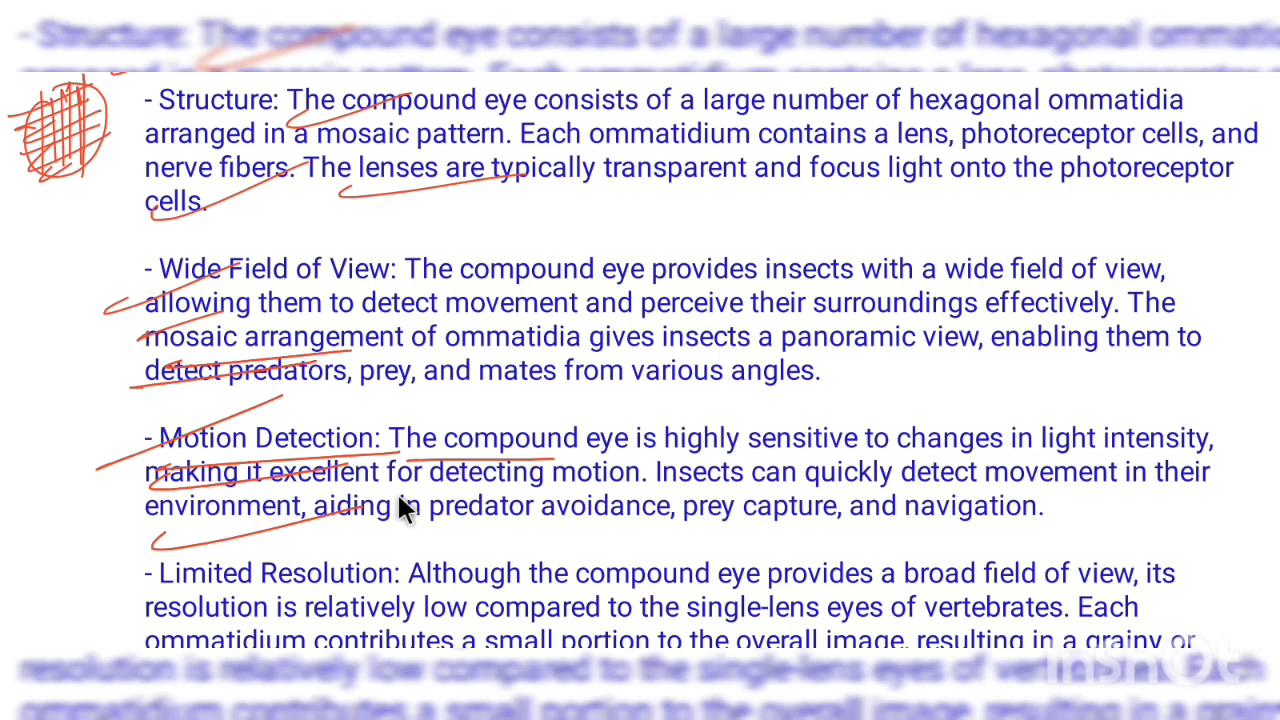 - Structure: The compound eye consists of a large number of hexagonal ommatidia
arranged in a mosaic pattern. Each ommatidium contains a lens, photoreceptor cells, and
nerve fibers. The lenses are typically transparent and focus light onto the photoreceptor
cells.
- Wide Field of View: The compound eye provides insects with a wide field of view,
allowing them to detect movement and perceive their surroundings effectively. The
mosaic arrangement of ommatidia gives insects a panoramic view, enabling them to
detect predators, prey, and mates from various angles.
- Motion Detection: The compound eye is highly sensitive to changes in light intensity,
making it excellent for detecting motion. Insects can quickly detect movement in their
environment, aiding in predator avoidance, prey capture, and navigation.
- Limited Resolution: Although the compound eye provides a broad field of view, its
resolution is relatively low compared to the single-lens eyes of vertebrates. Each
ommatidium contributes a small portion to the overall image, resulting in a grainy or
InShOt